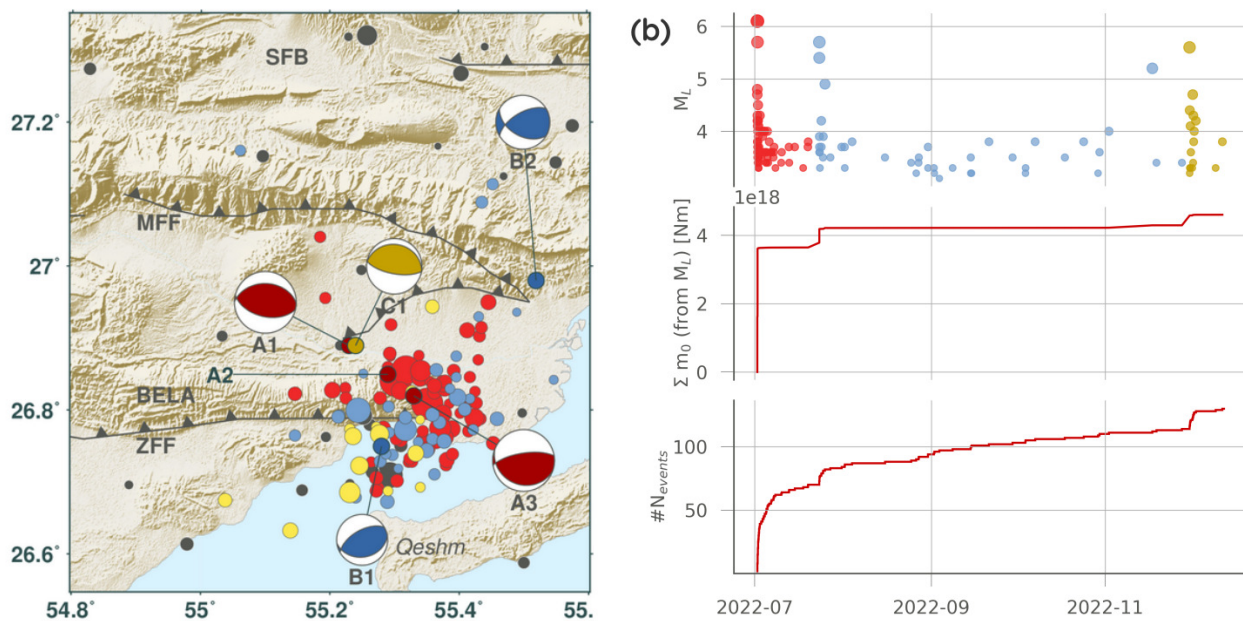 SFB
27.2°
B2
MFF
27°
C1
A1
A2
BELA
26.8°
ZFF
A3
Qeshm
26.6°
B1
54.8°
55°
55.2°
55.4°
55.
(b)
M_L
6
5
4
1e18
Σ m₀ (from M_L) [Nm]
4
2
0
#N_events
100
50
2022-07
2022-09
2022-11